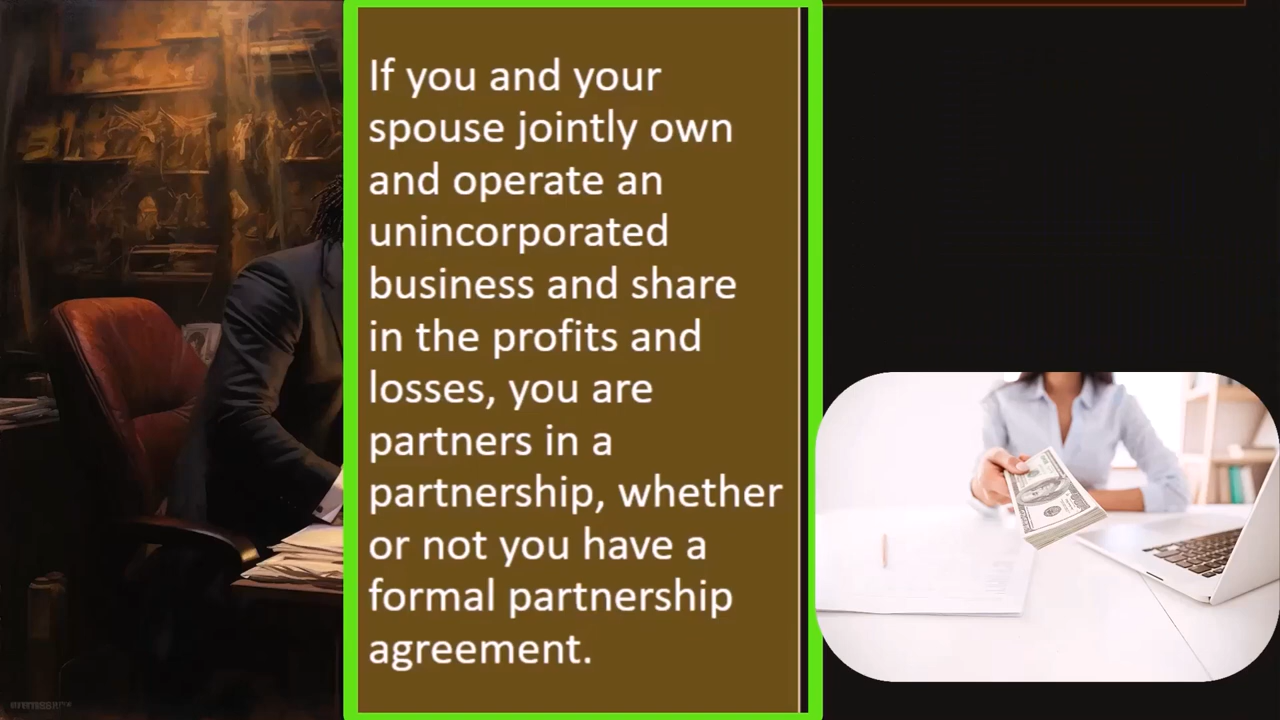 If you and your
spouse jointly own
and operate an
unincorporated
business and share
in the profits and
losses, you are
partners in a
partnership, whether
or not you have a
formal partnership
agreement.